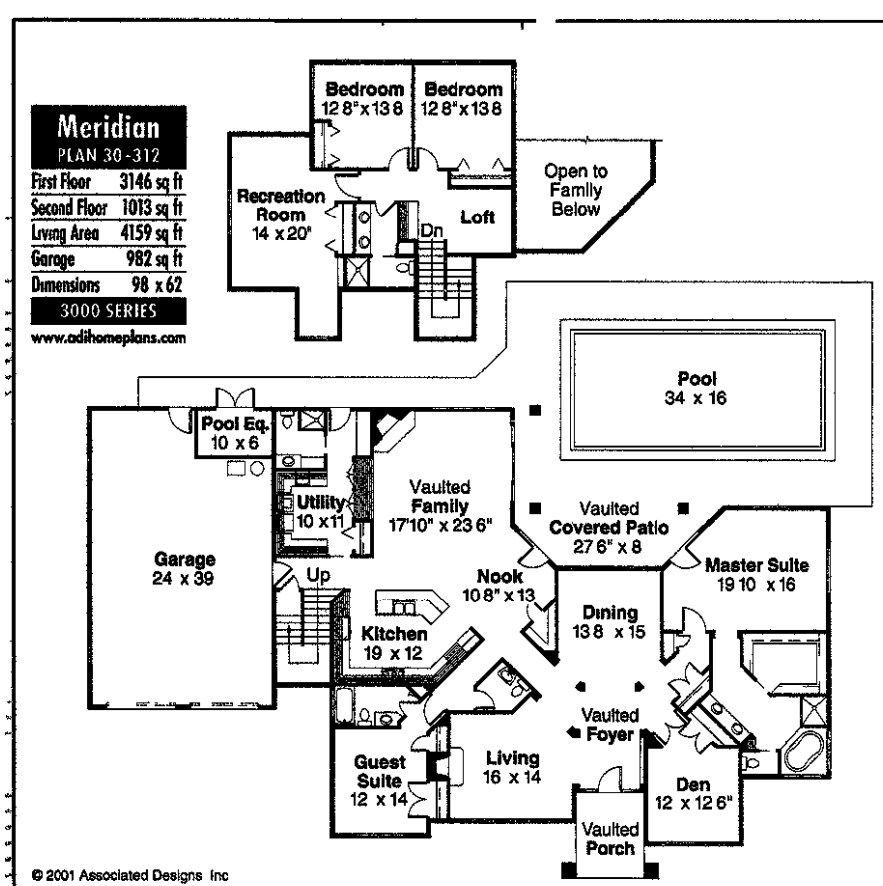 Meridian
PLAN 30-312
First Floor 3146 sq ft
Second Floor 1013 sq ft
Living Area 4159 sq ft
Garage 982 sq ft
Dimensions 98 x 62
3000 SERIES
www.adihomeplans.com
Bedroom
12 8" x 13 8
Bedroom
12 8" x 13 8
Recreation
Room
14 x 20"
Loft
Dn
Open to
Family
Below
Pool
34 x 16
Pool Eq.
10 x 6
Utility
10 x 11
Vaulted
Family
17'10" x 23 6"
Vaulted
Covered Patio
27 6" x 8
Master Suite
19 10 x 16
Garage
24 x 39
Up
Nook
10 8" x 13
Dining
13 8 x 15
Kitchen
19 x 12
Vaulted
Foyer
Guest
Suite
12 x 14
Living
16 x 14
Den
12 x 12 6"
Vaulted
Porch
© 2001 Associated Designs Inc